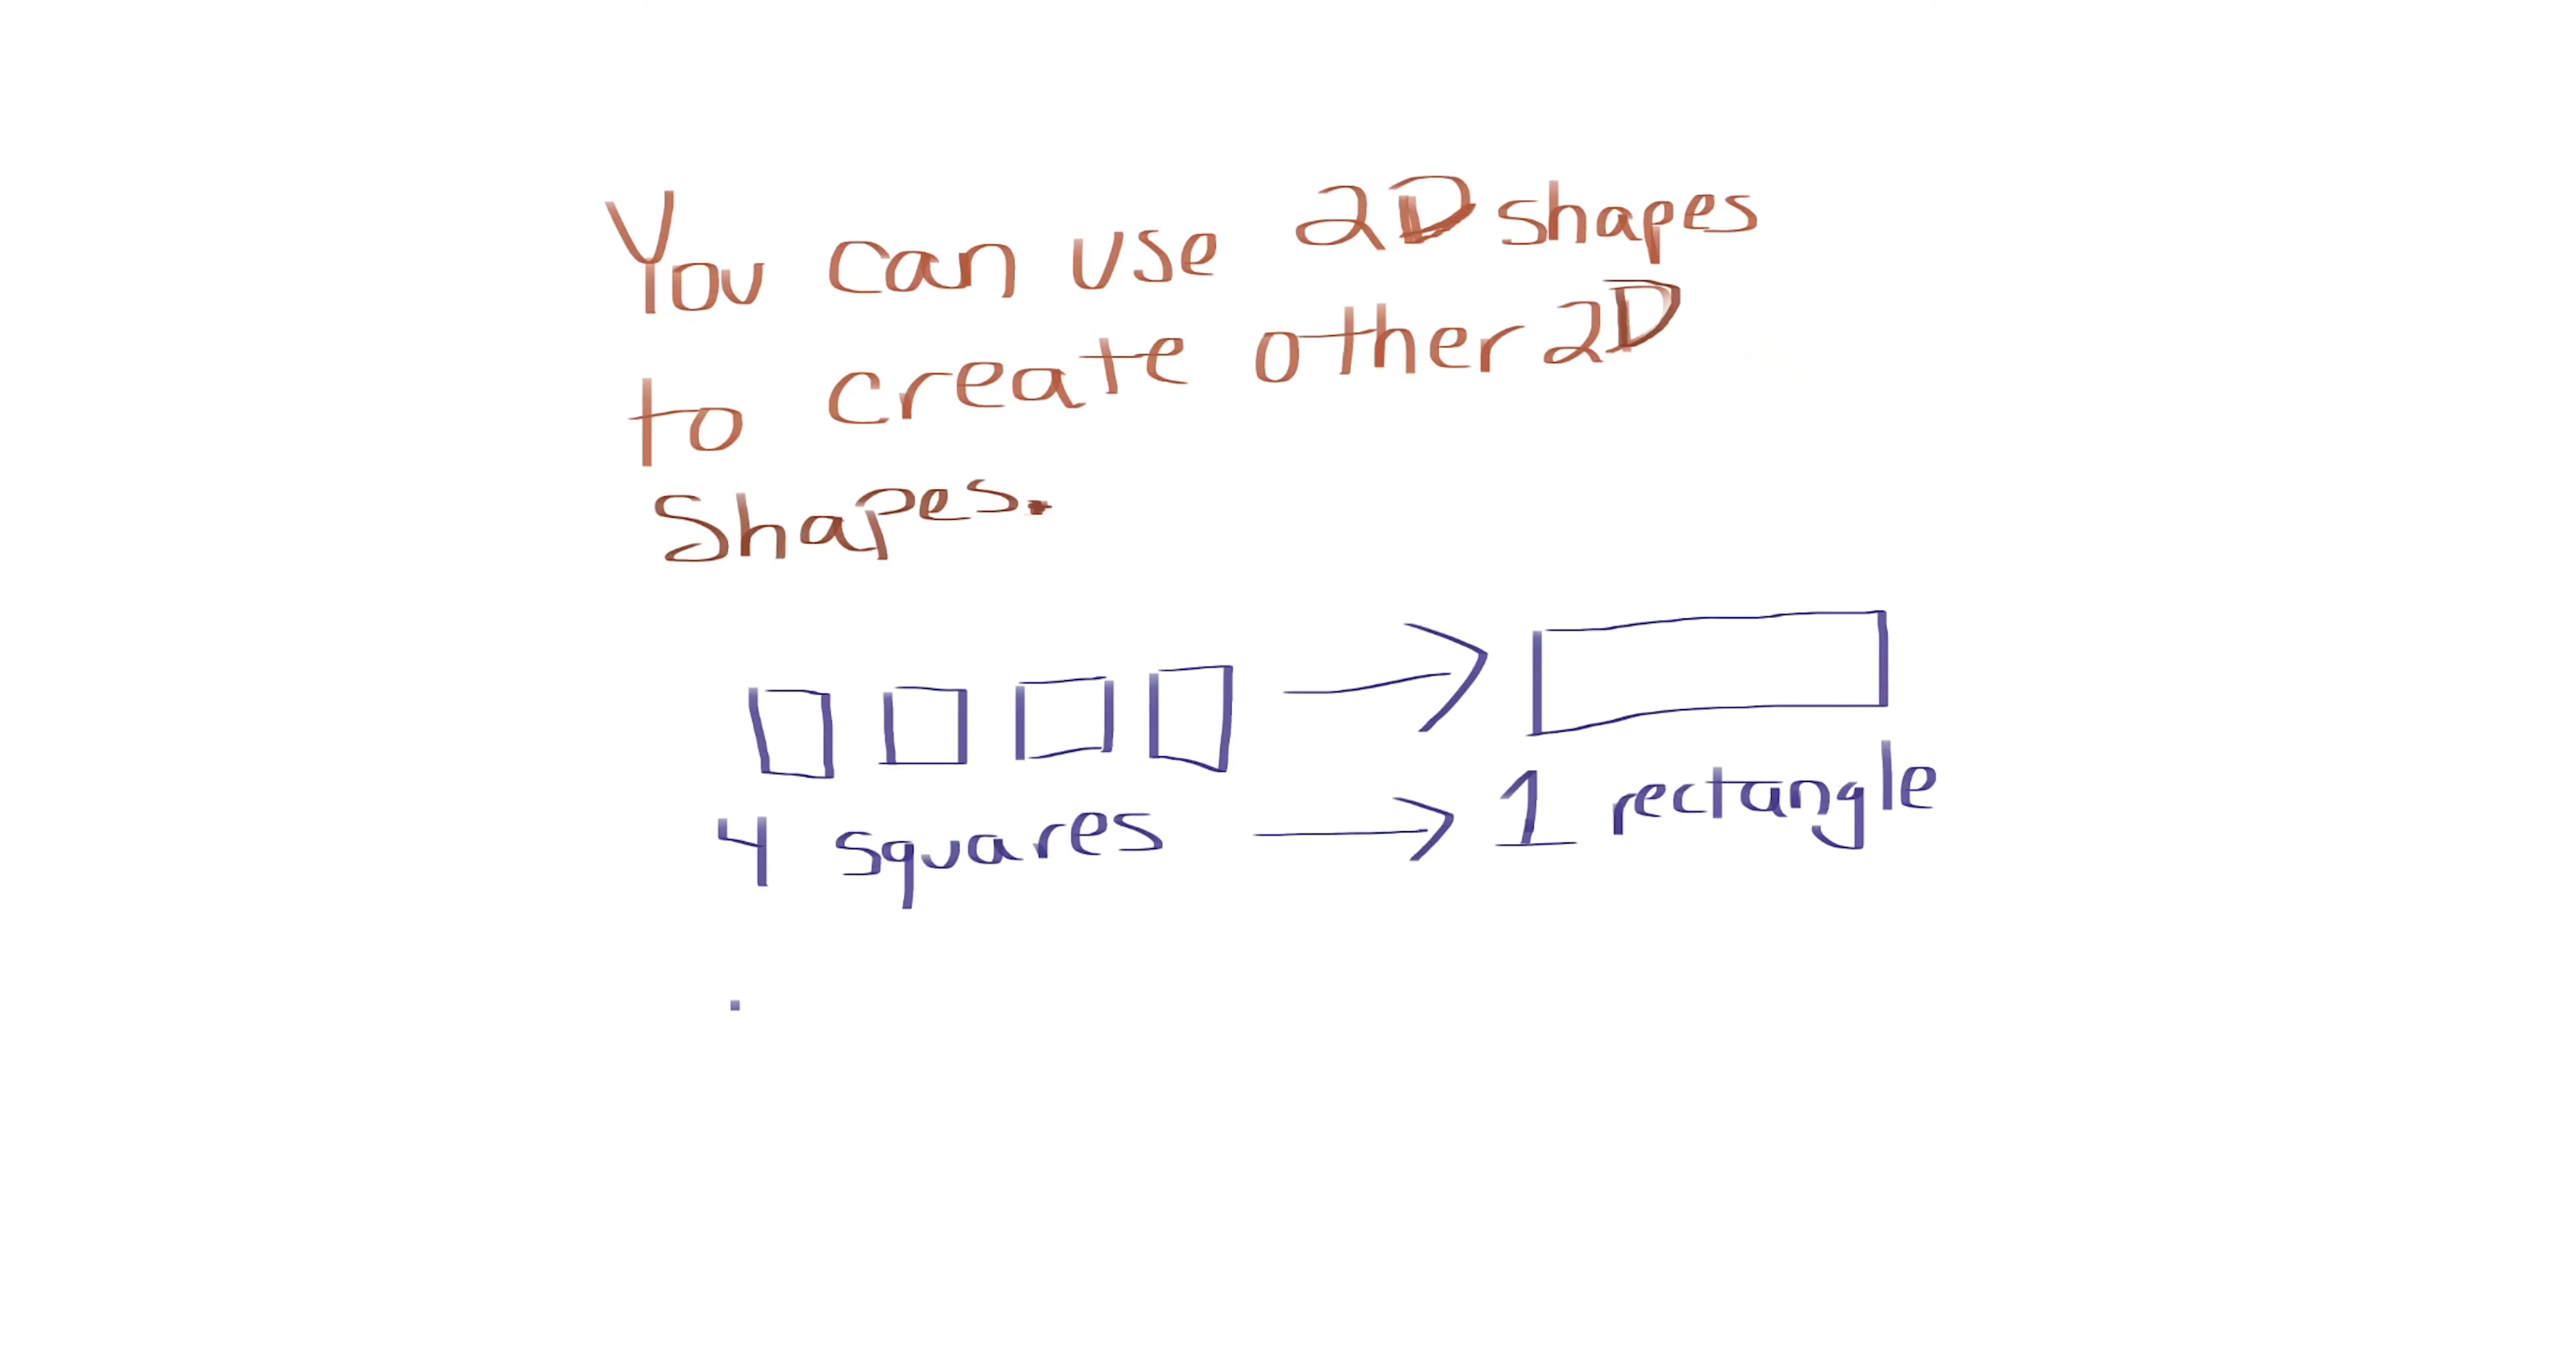 You can use 2D shapes
to create other 2D
Shapes.
4 squares → 1 rectangle